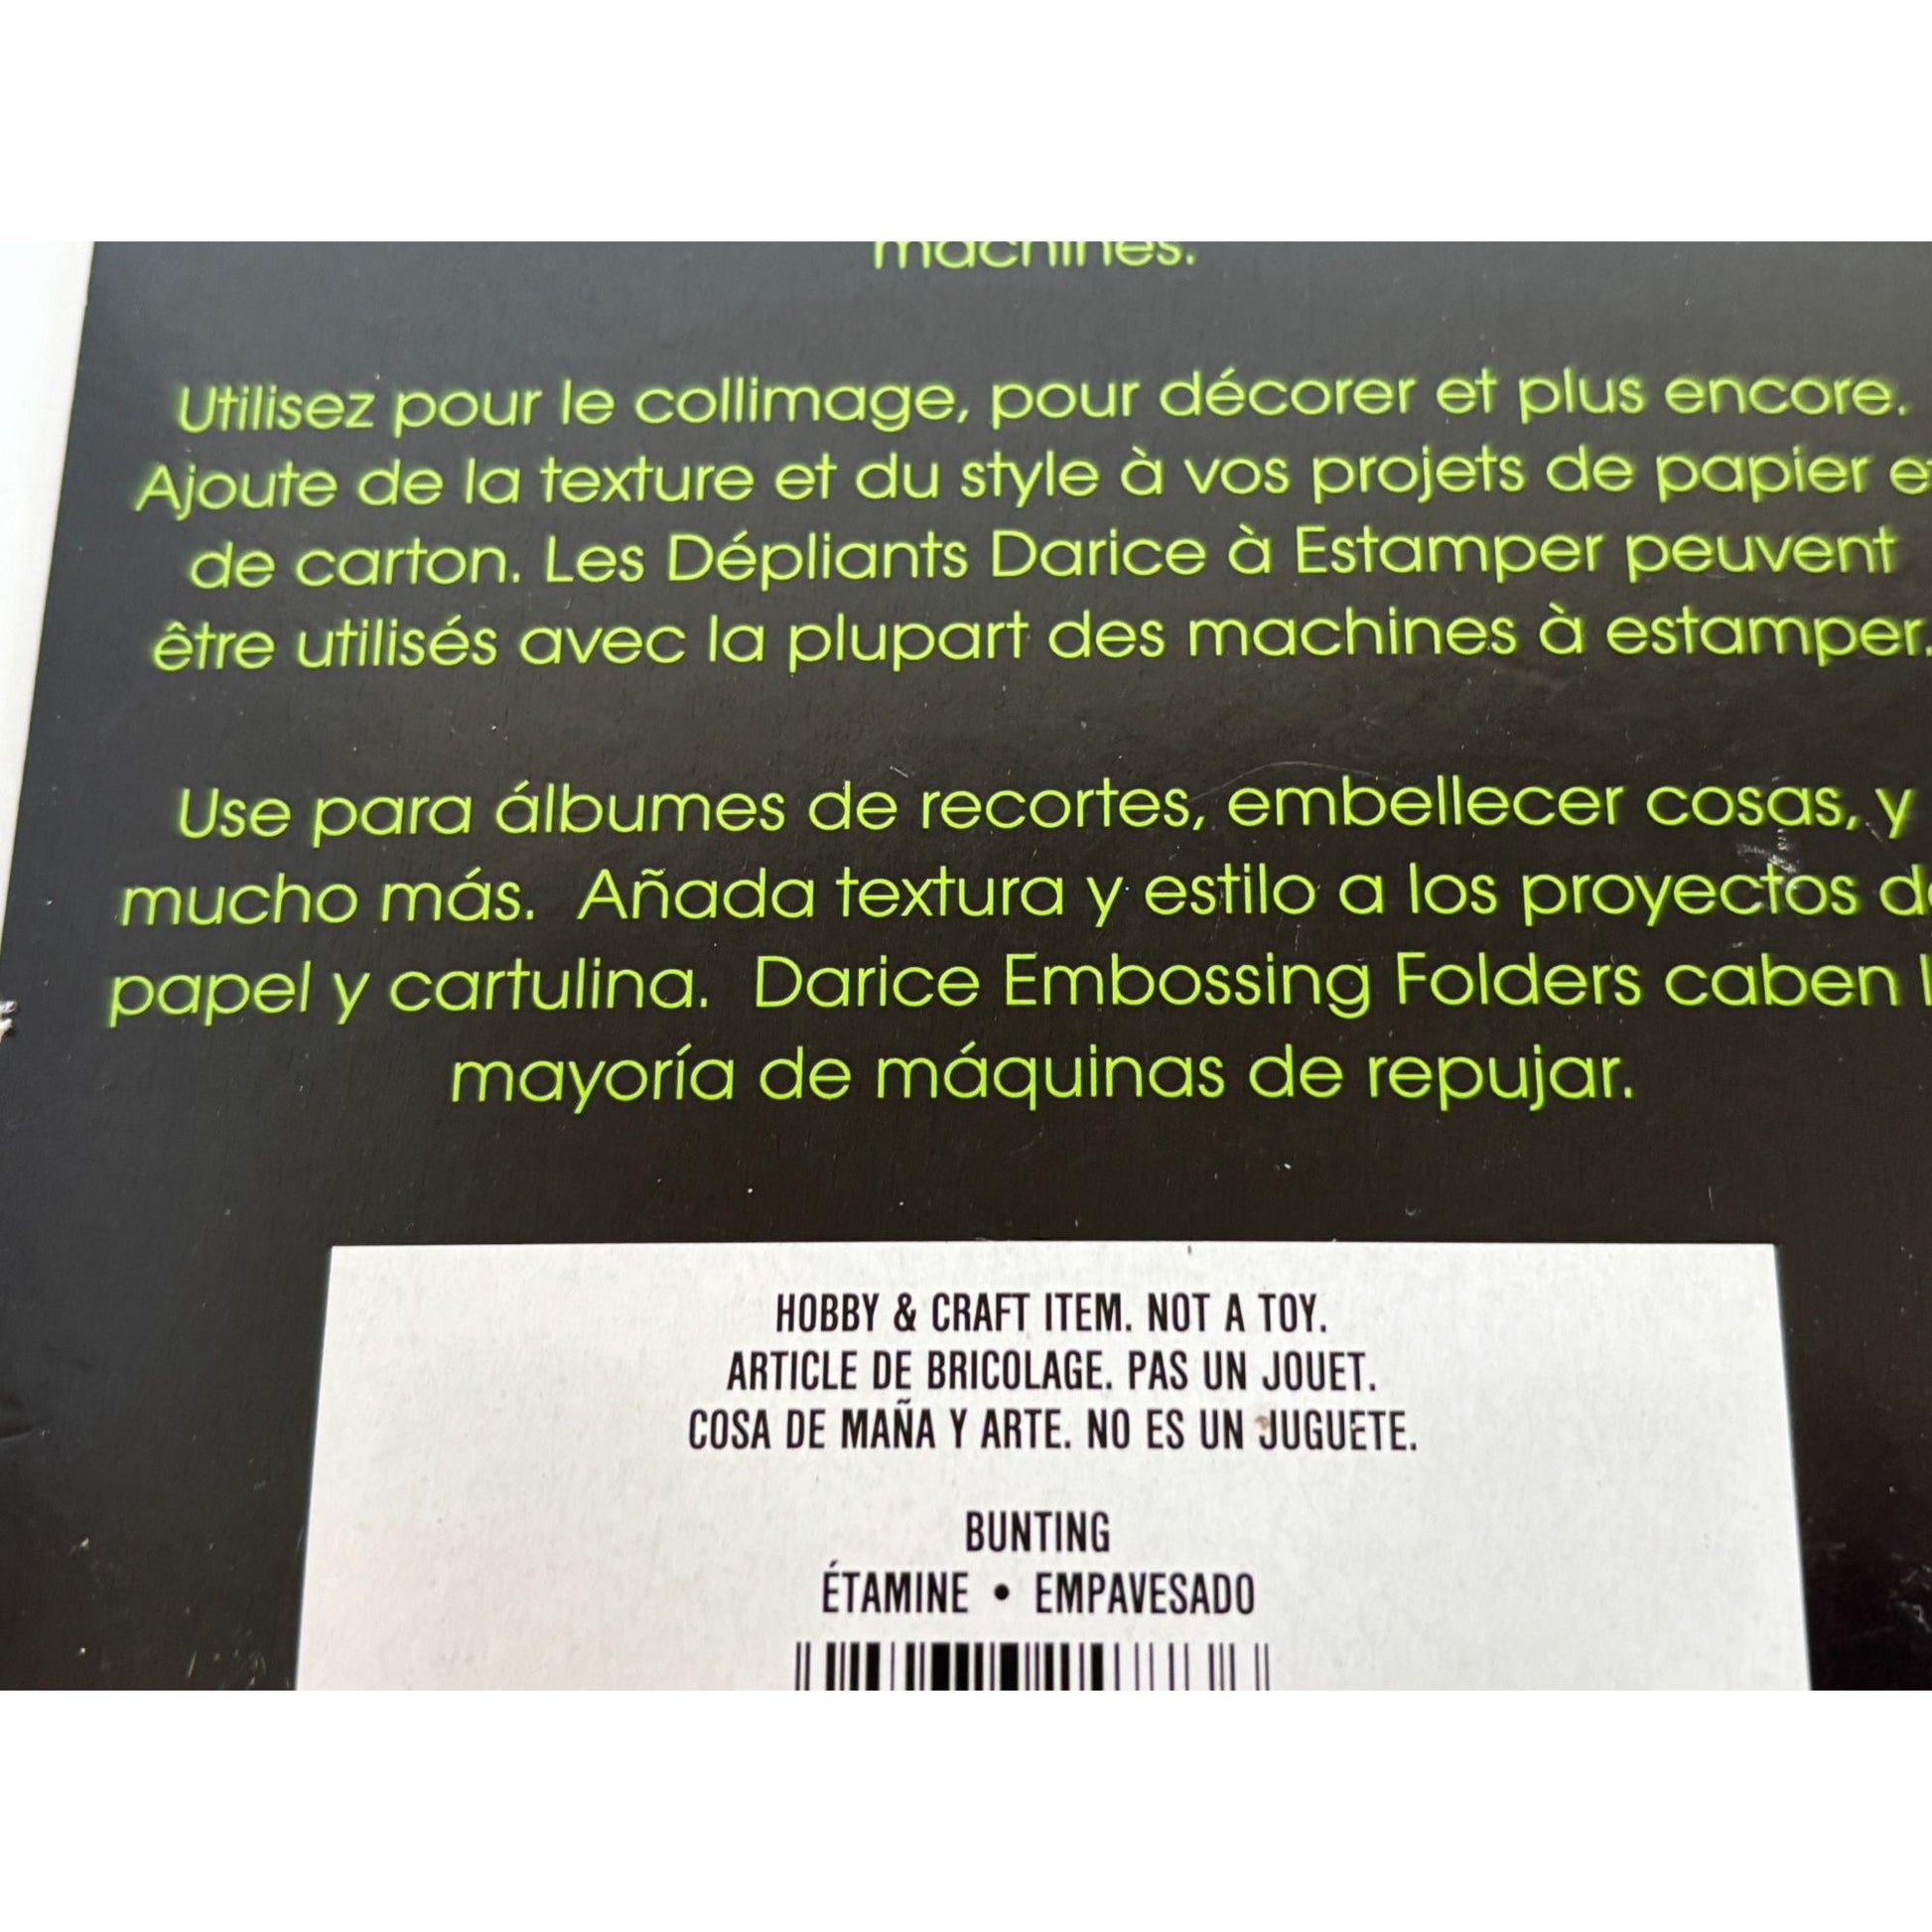 machines.
Utilisez pour le collimage, pour décorer et plus encore.
Ajoute de la texture et du style à vos projets de papier et
de carton. Les Dépliants Darice à Estamper peuvent
être utilisés avec la plupart des machines à estamper.
Use para álbumes de recortes, embellecer cosas, y
mucho más. Añada textura y estilo a los proyectos de
papel y cartulina. Darice Embossing Folders caben
mayoría de máquinas de repujar.
HOBBY & CRAFT ITEM. NOT A TOY.
ARTICLE DE BRICOLAGE. PAS UN JOUET.
COSA DE MAÑA Y ARTE. NO ES UN JUGUETE.
BUNTING
ÉTAMINE • EMPAVESADO